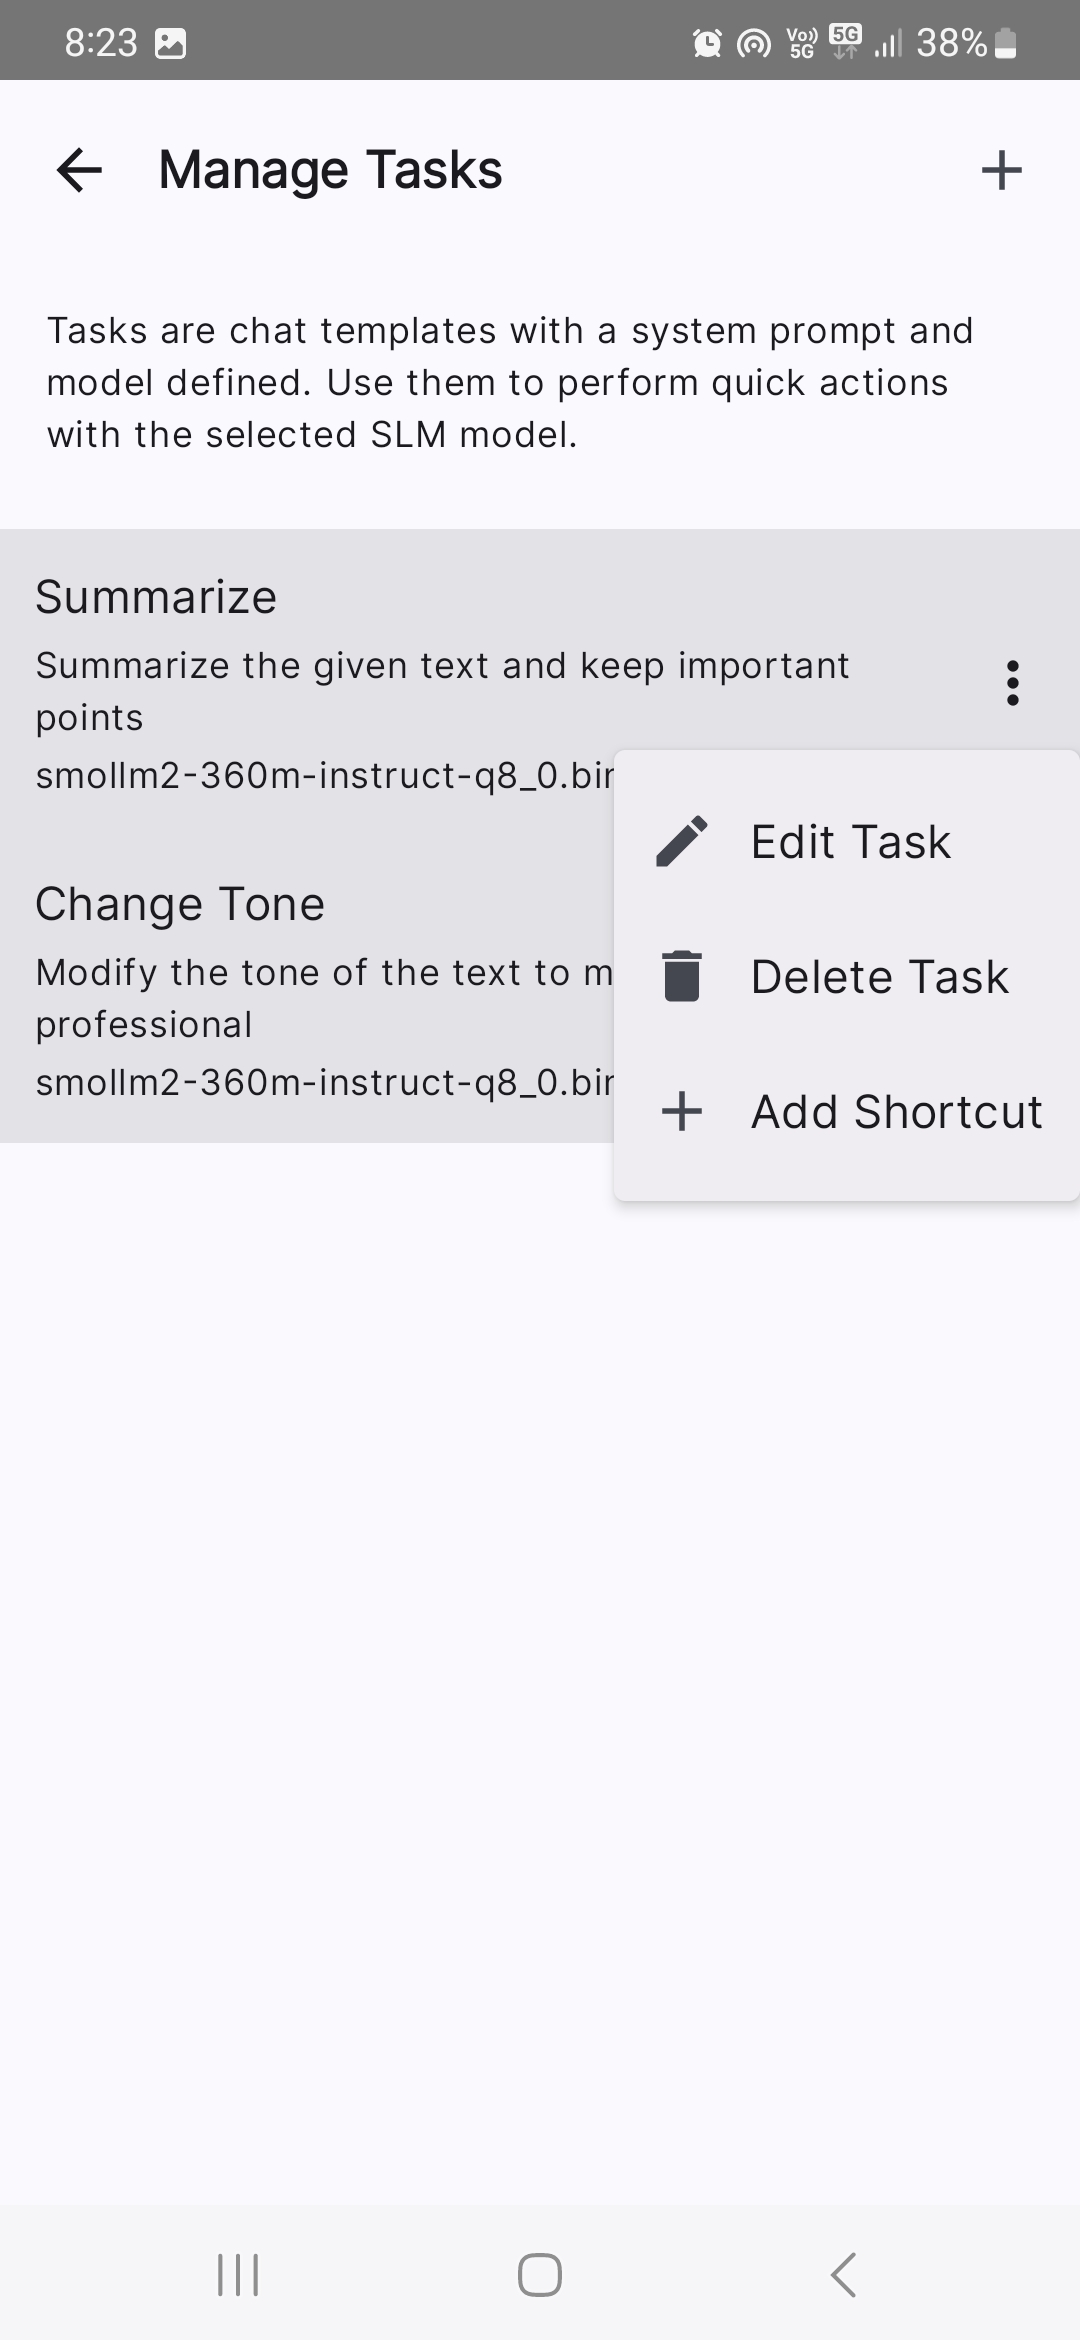 8:23
Vo)) 5G 5G 38%
Manage Tasks
Tasks are chat templates with a system prompt and
model defined. Use them to perform quick actions
with the selected SLM model.
Summarize
Summarize the given text and keep important
points
smollm2-360m-instruct-q8_0.bin
Change Tone
Modify the tone of the text to
professional
smollm2-360m-instruct-q8_0.bin
Edit Task
Delete Task
Add Shortcut